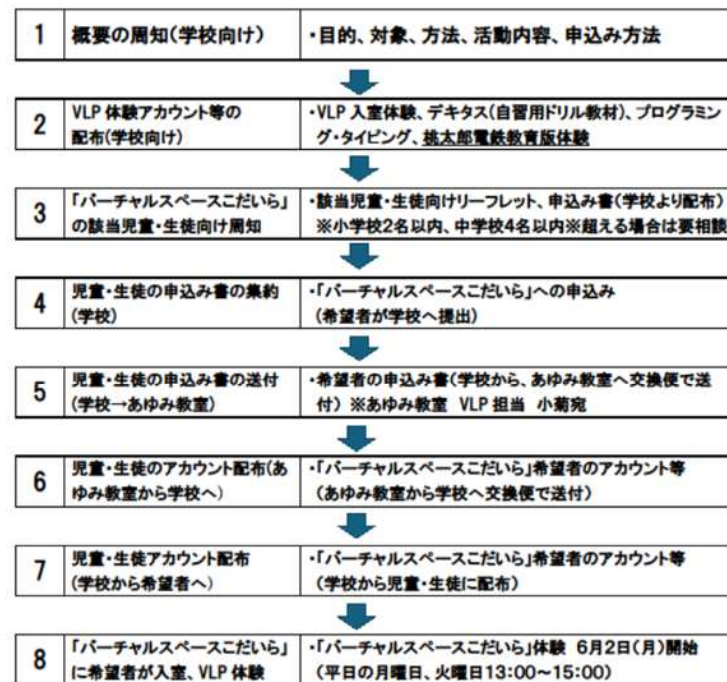 1 概要の周知(学校向け) ・目的、対象、方法、活動内容、申込み方法
2 VLP 体験アカウント等の
配布(学校向け)
・VLP 入室体験、デキタス(自習用ドリル教材)、プログラミン
グ・タイピング、桃太郎電鉄教育版体験
3 「バーチャルスペースこだいら」
の該当児童・生徒向け周知
・該当児童・生徒向けリーフレット、申込み書(学校より配布)
※小学校2名以内、中学校4名以内※超える場合は要相談
4 児童・生徒の申込み書の集約
(学校)
・「バーチャルスペースこだいら」への申込み
(希望者が学校へ提出)
5 児童・生徒の申込み書の送付
(学校→あゆみ教室)
・希望者の申込み書(学校から、あゆみ教室へ交換便で送
付) ※あゆみ教室 VLP 担当 小菊宛
6 児童・生徒のアカウント配布(あ
ゆみ教室から学校へ)
・「バーチャルスペースこだいら」希望者のアカウント等
(あゆみ教室から学校へ交換便で送付)
7 児童・生徒アカウント配布
(学校から希望者へ)
・「バーチャルスペースこだいら」希望者のアカウント等
(学校から児童・生徒に配布)
8 「バーチャルスペースこだいら」
に希望者が入室、VLP 体験
・「バーチャルスペースこだいら」体験 6月2日(月)開始
(平日の月曜日、火曜日13:00~15:00)